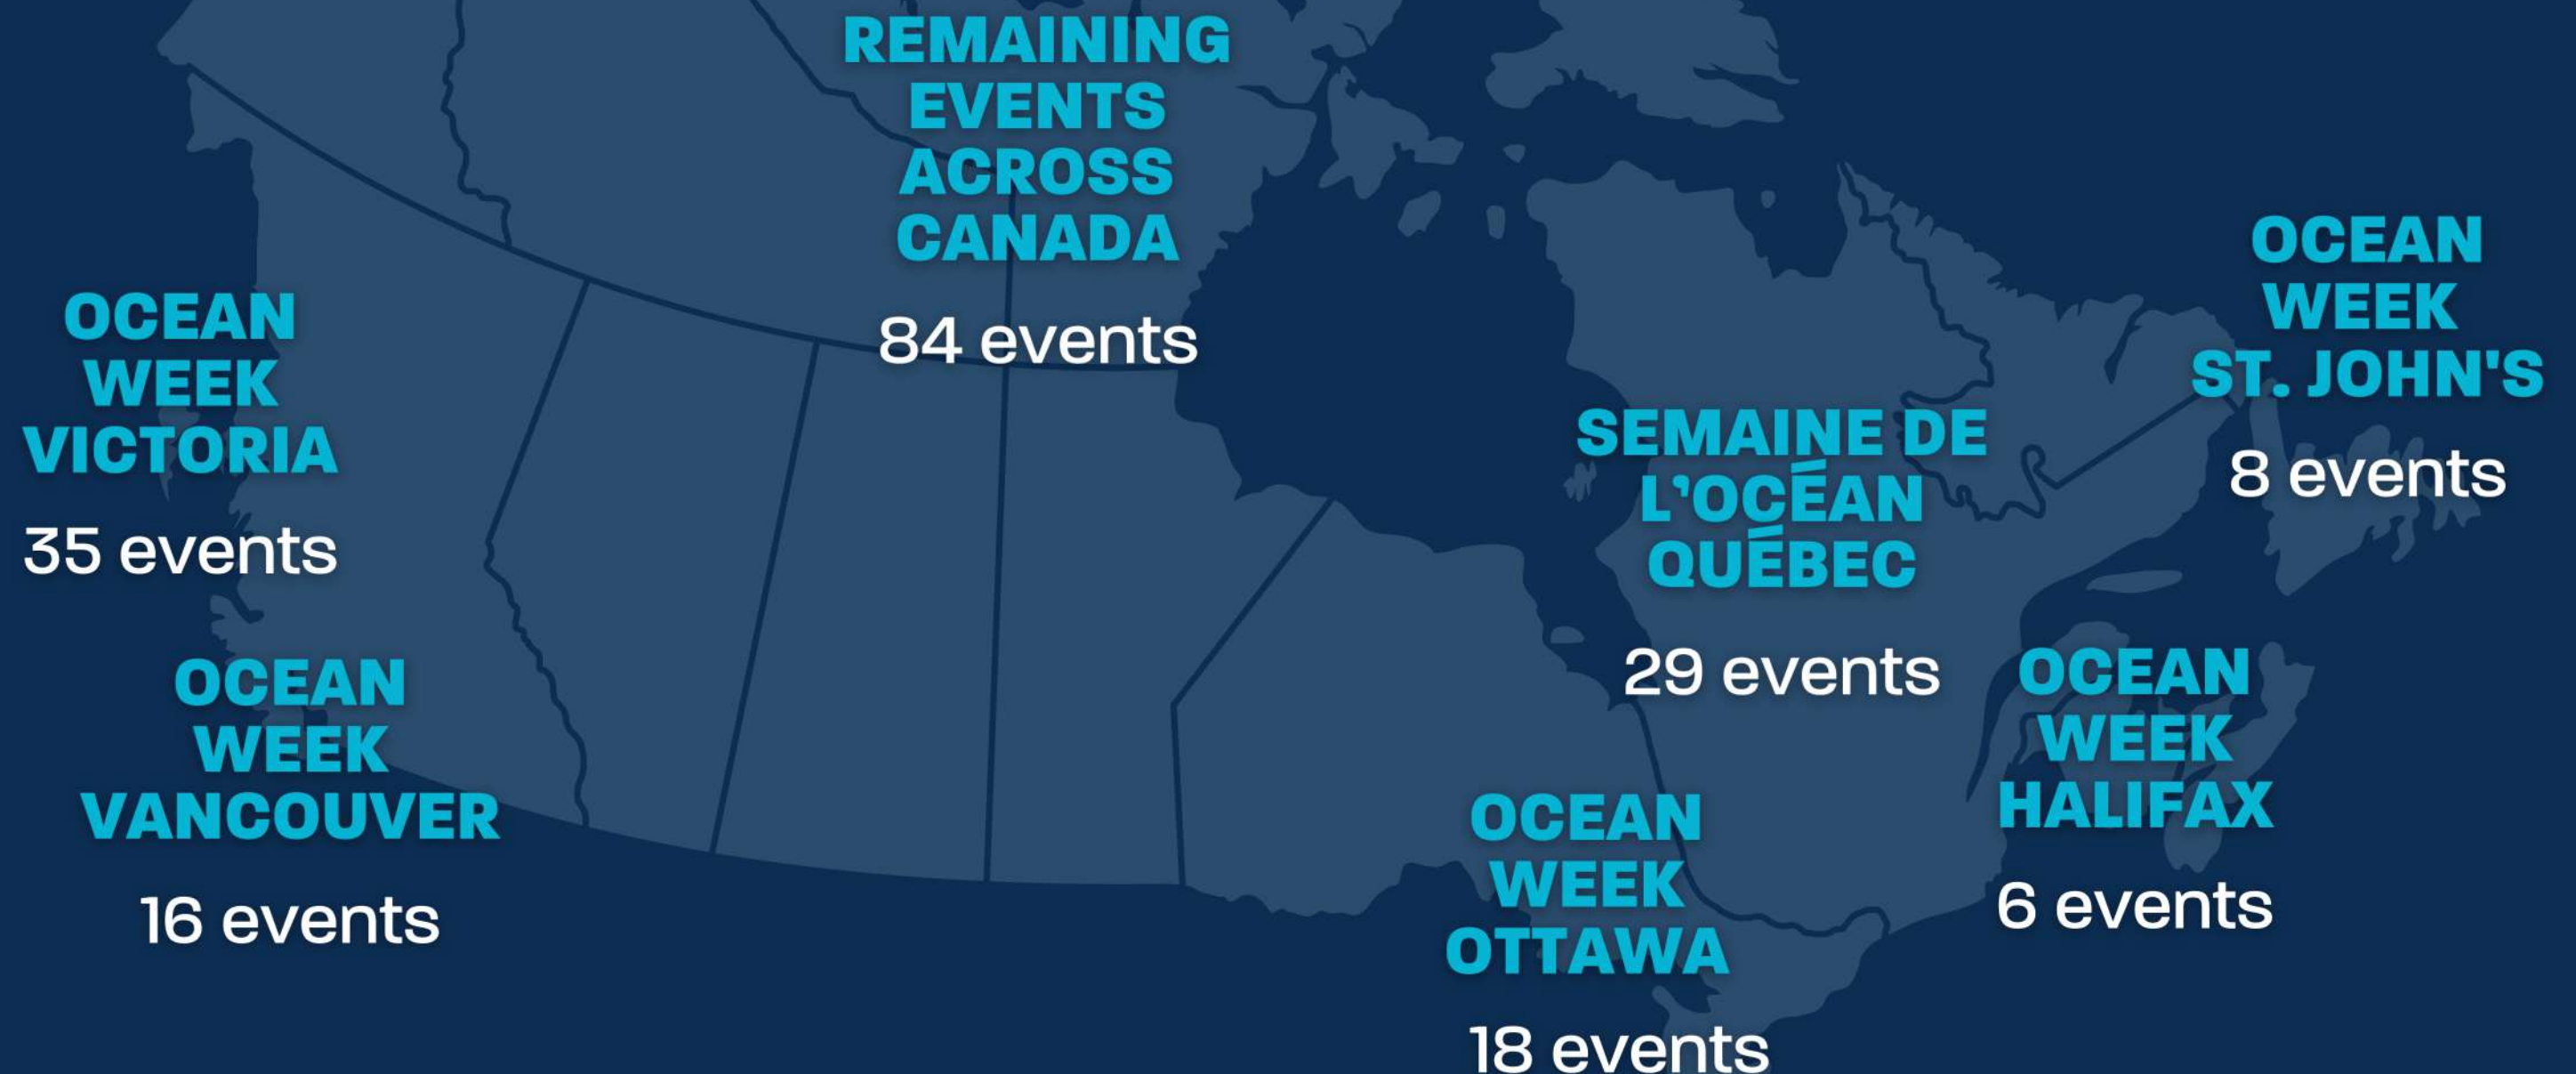 REMAINING
EVENTS
ACROSS
CANADA
84 events
OCEAN
WEEK
VICTORIA
35 events
OCEAN
WEEK
VANCOUVER
16 events
SEMAINE DE
L'OCÉAN
QUÉBEC
29 events
OCEAN
WEEK
OTTAWA
18 events
OCEAN
WEEK
ST. JOHN'S
8 events
OCEAN
WEEK
HALIFAX
6 events